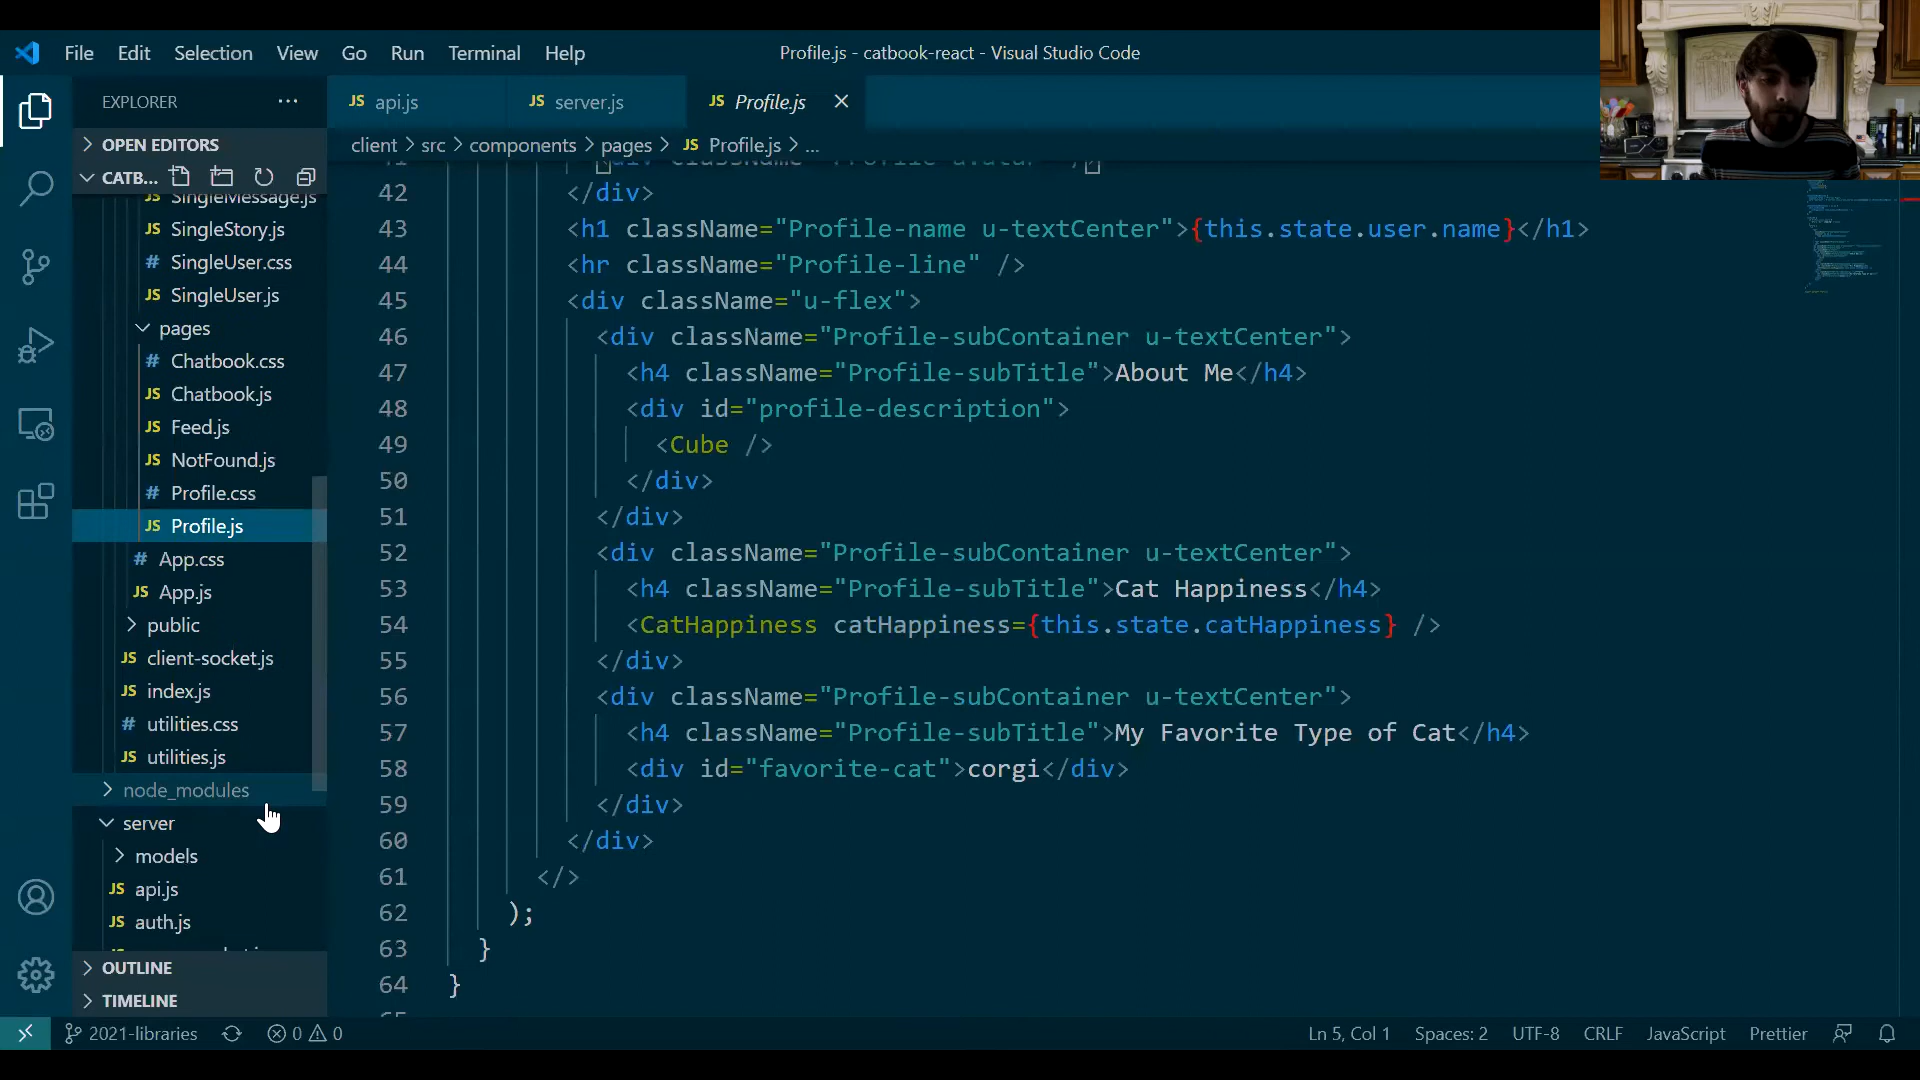 File Edit Selection View Go Run Terminal Help
Profile.js - catbook-react - Visual Studio Code
EXPLORER ...
JS api.js
JS server.js
JS Profile.js
client > src > components > pages > JS Profile.js > ...
OPEN EDITORS
CATB...
JS SingleMessage.js
JS SingleStory.js
# SingleUser.css
JS SingleUser.js
pages
# Chatbook.css
JS Chatbook.js
JS Feed.js
JS NotFound.js
# Profile.css
JS Profile.js
# App.css
JS App.js
public
JS client-socket.js
JS index.js
# utilities.css
JS utilities.js
node_modules
server
models
JS api.js
JS auth.js
OUTLINE
TIMELINE
42 </div>
43 <h1 className="Profile-name u-textCenter">{this.state.user.name}</h1>
44 <hr className="Profile-line" />
45 <div className="u-flex">
46 <div className="Profile-subContainer u-textCenter">
47 <h4 className="Profile-subTitle">About Me</h4>
48 <div id="profile-description">
49 <Cube />
50 </div>
51 </div>
52 <div className="Profile-subContainer u-textCenter">
53 <h4 className="Profile-subTitle">Cat Happiness</h4>
54 <CatHappiness catHappiness={this.state.catHappiness} />
55 </div>
56 <div className="Profile-subContainer u-textCenter">
57 <h4 className="Profile-subTitle">My Favorite Type of Cat</h4>
58 <div id="favorite-cat">corgi</div>
59 </div>
60 </div>
61 </>
62 );
63 }
64 }
2021-libraries 0 0
Ln 5, Col 1 Spaces: 2 UTF-8 CRLF JavaScript Prettier